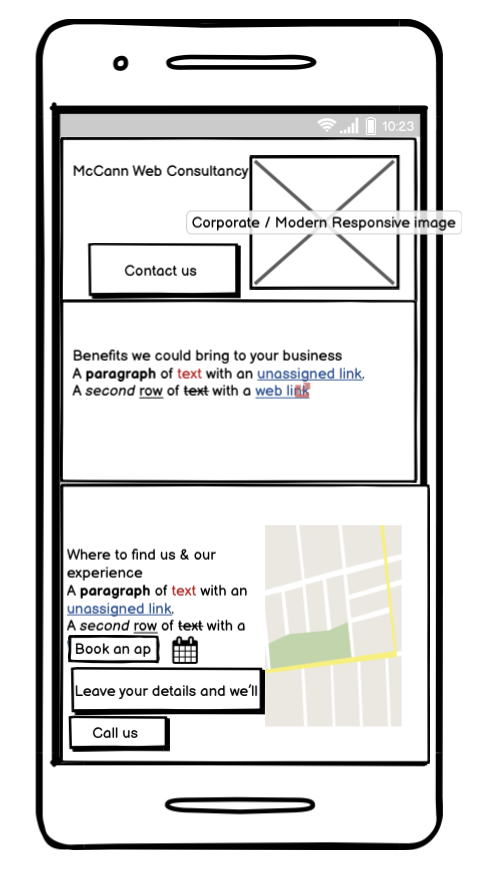 10:23
McCann Web Consultancy
Corporate / Modern Responsive image
Contact us
Benefits we could bring to your business
A paragraph of text with an unassigned link.
A second row of text with a web link
Where to find us & our
experience
A paragraph of text with an
unassigned link.
A second row of text with a
Book an ap
Leave your details and we'll
Call us